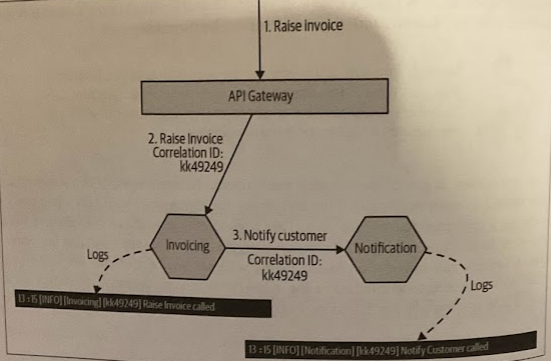 1. Raise invoice
API Gateway
2. Raise Invoice
Correlation ID:
kk49249
Invoicing
3. Notify customer
Correlation ID:
kk49249
Notification
Logs
Logs
13 :15 [INFO] [Invoicing] [kk49249] Raise Invoice called
13 :15 [INFO] [Notification] [kk49249] Notify Customer called